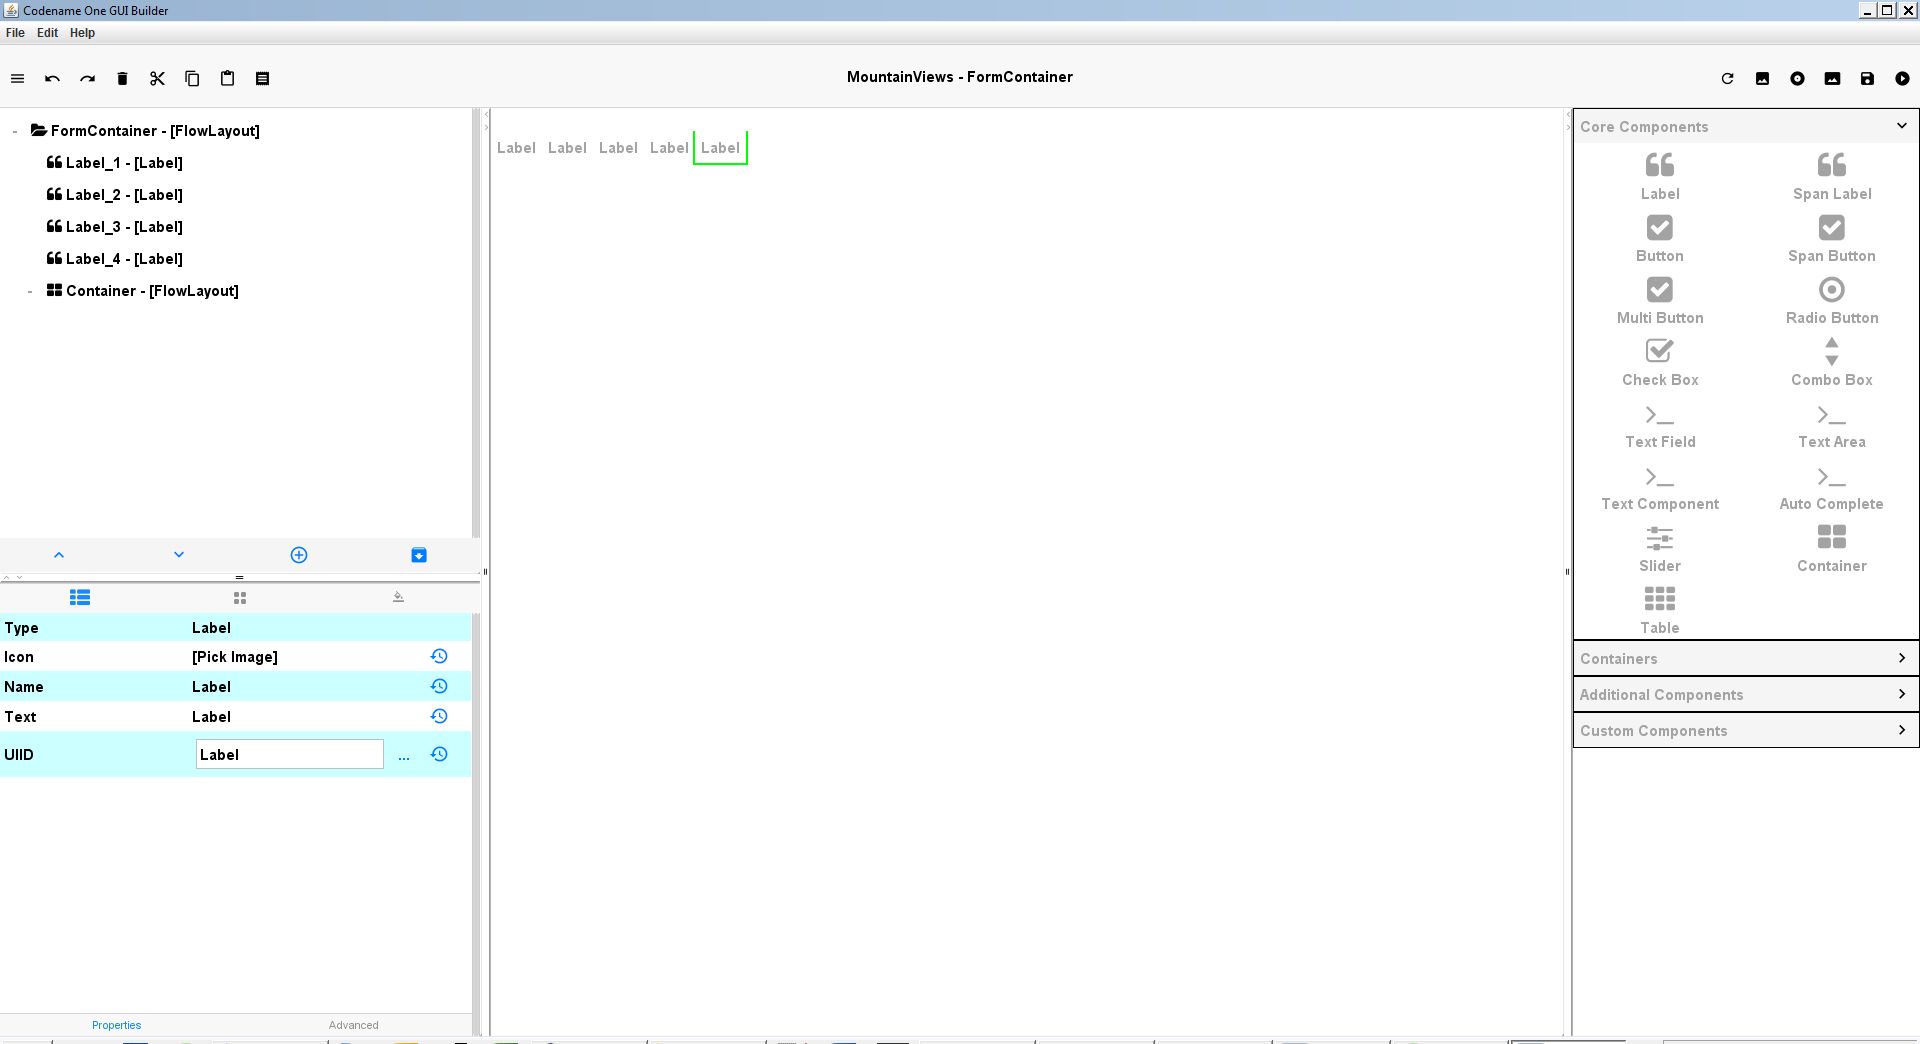 Codename One GUI Builder
File Edit Help
MountainViews - FormContainer
- FormContainer - [FlowLayout]
Label_1 - [Label]
Label_2 - [Label]
Label_3 - [Label]
Label_4 - [Label]
- Container - [FlowLayout]
Type Label
Icon [Pick Image]
Name Label
Text Label
UIID Label ...
Properties Advanced
Label Label Label Label Label
Core Components
Label Span Label
Button Span Button
Multi Button Radio Button
Check Box Combo Box
Text Field Text Area
Text Component Auto Complete
Slider Container
Table
Containers
Additional Components
Custom Components